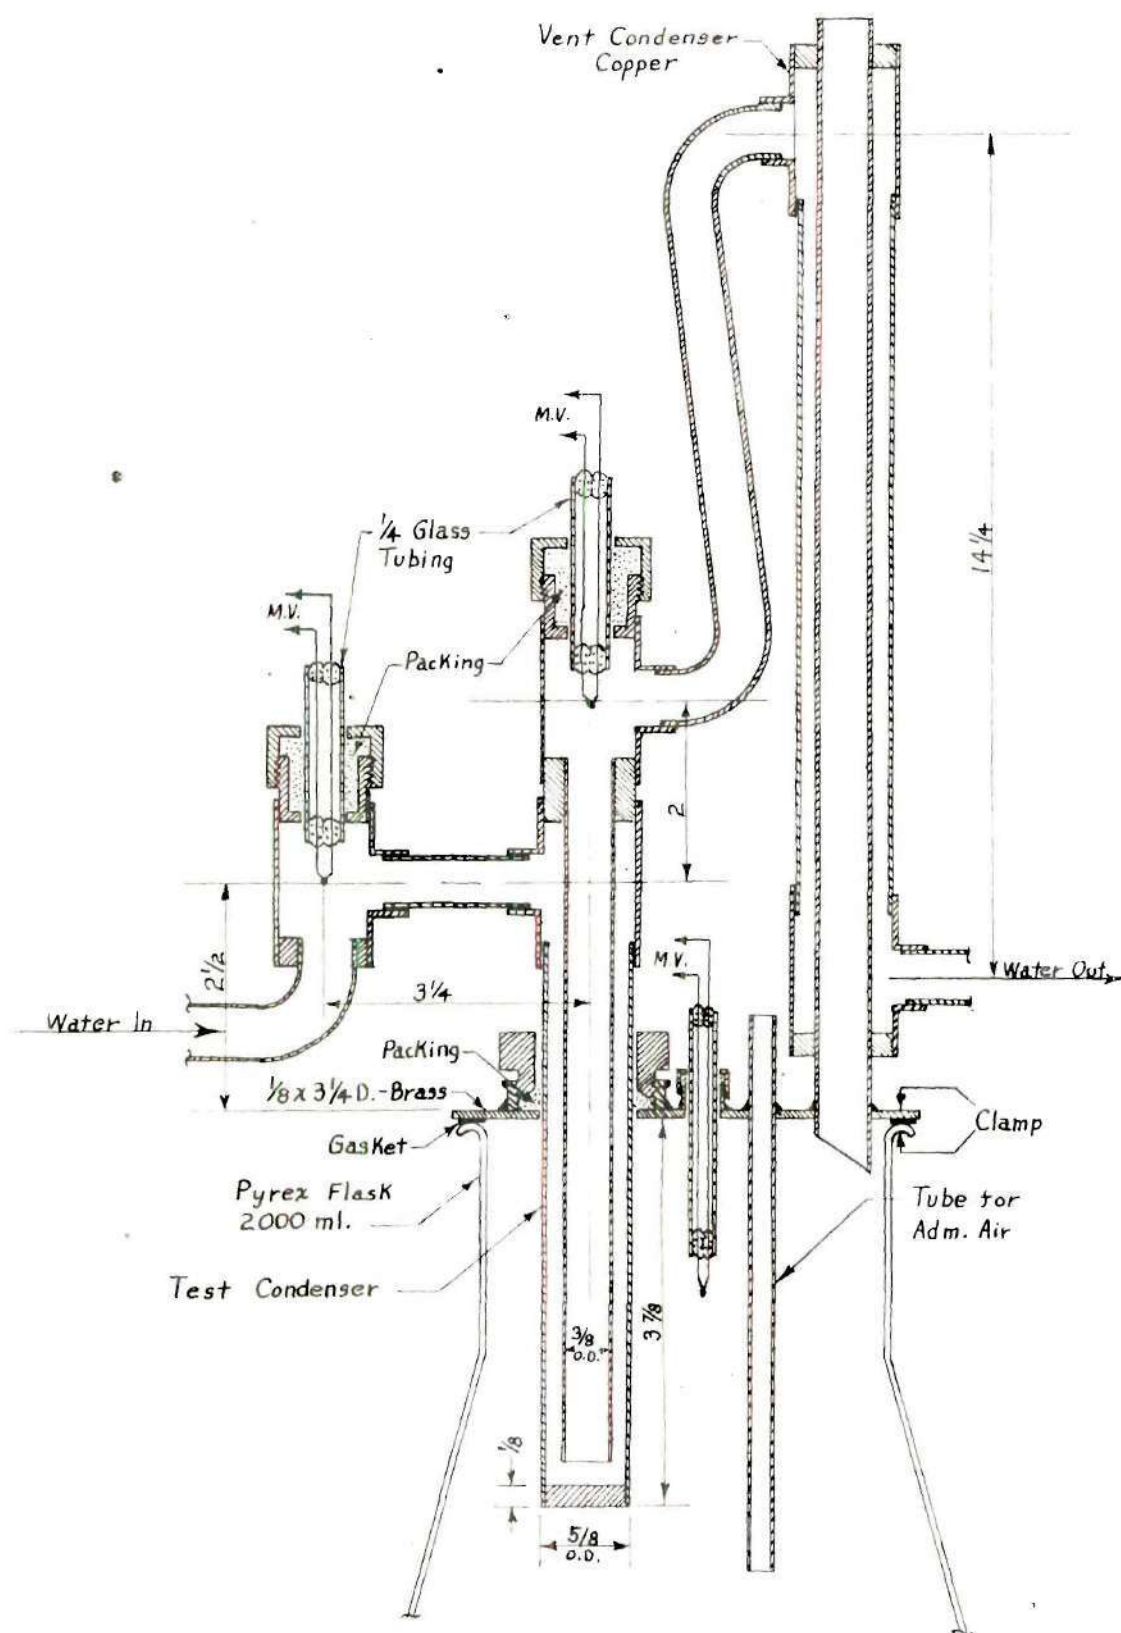 Vent Condenser
Copper
M.V.
1/4 Glass
Tubing
14 1/4
M.V.
Packing
2
2 1/2
M V.
Water Out
3 1/4
Water In
Packing
1/8 x 3 1/4 D. - Brass
Clamp
Gasket
Pyrex Flask
2000 ml.
Tube for
Adm. Air
Test Condenser
3/8
O.D.
3 7/8
1/8
5/8
O.D.